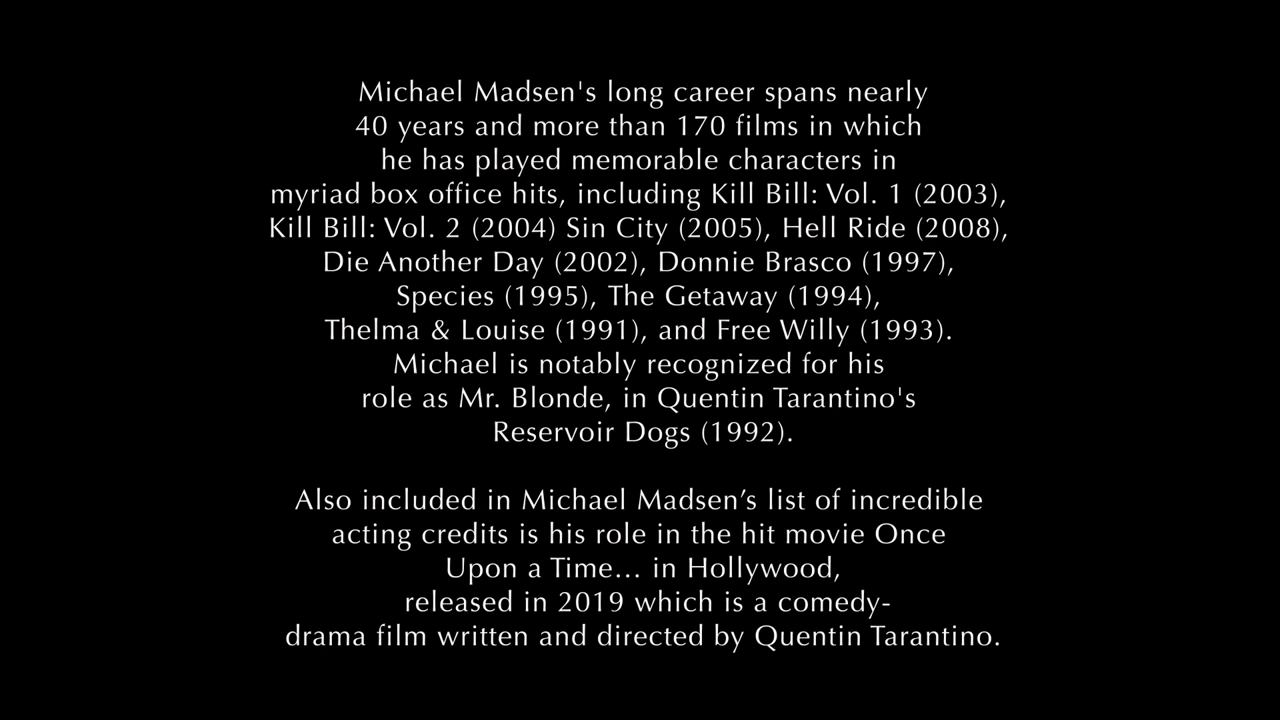 Michael Madsen's long career spans nearly
40 years and more than 170 films in which
he has played memorable characters in
myriad box office hits, including Kill Bill: Vol. 1 (2003),
Kill Bill: Vol. 2 (2004) Sin City (2005), Hell Ride (2008),
Die Another Day (2002), Donnie Brasco (1997),
Species (1995), The Getaway (1994),
Thelma & Louise (1991), and Free Willy (1993).
Michael is notably recognized for his
role as Mr. Blonde, in Quentin Tarantino's
Reservoir Dogs (1992).
Also included in Michael Madsen’s list of incredible
acting credits is his role in the hit movie Once
Upon a Time... in Hollywood,
released in 2019 which is a comedy-
drama film written and directed by Quentin Tarantino.